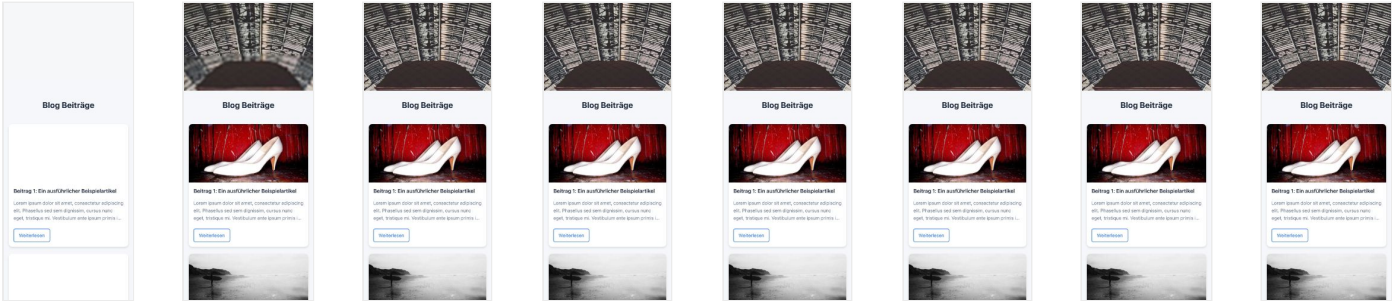 Blog Beiträge
Beitrag 1: Ein ausführlicher Beispielartikel
Lorem ipsum dolor sit amet, consectetur adipiscing
elit. Phasellus sed sem dignissim, cursus nunc
eget, tristique mi. Vestibulum ante ipsum primis i...
Weiterlesen
Blog Beiträge
Beitrag 1: Ein ausführlicher Beispielartikel
Lorem ipsum dolor sit amet, consectetur adipiscing
elit. Phasellus sed sem dignissim, cursus nunc
eget, tristique mi. Vestibulum ante ipsum primis i...
Weiterlesen
Blog Beiträge
Beitrag 1: Ein ausführlicher Beispielartikel
Lorem ipsum dolor sit amet, consectetur adipiscing
elit. Phasellus sed sem dignissim, cursus nunc
eget, tristique mi. Vestibulum ante ipsum primis i...
Weiterlesen
Blog Beiträge
Beitrag 1: Ein ausführlicher Beispielartikel
Lorem ipsum dolor sit amet, consectetur adipiscing
elit. Phasellus sed sem dignissim, cursus nunc
eget, tristique mi. Vestibulum ante ipsum primis i...
Weiterlesen
Blog Beiträge
Beitrag 1: Ein ausführlicher Beispielartikel
Lorem ipsum dolor sit amet, consectetur adipiscing
elit. Phasellus sed sem dignissim, cursus nunc
eget, tristique mi. Vestibulum ante ipsum primis i...
Weiterlesen
Blog Beiträge
Beitrag 1: Ein ausführlicher Beispielartikel
Lorem ipsum dolor sit amet, consectetur adipiscing
elit. Phasellus sed sem dignissim, cursus nunc
eget, tristique mi. Vestibulum ante ipsum primis i...
Weiterlesen
Blog Beiträge
Beitrag 1: Ein ausführlicher Beispielartikel
Lorem ipsum dolor sit amet, consectetur adipiscing
elit. Phasellus sed sem dignissim, cursus nunc
eget, tristique mi. Vestibulum ante ipsum primis i...
Weiterlesen
Blog Beiträge
Beitrag 1: Ein ausführlicher Beispielartikel
Lorem ipsum dolor sit amet, consectetur adipiscing
elit. Phasellus sed sem dignissim, cursus nunc
eget, tristique mi. Vestibulum ante ipsum primis i...
Weiterlesen